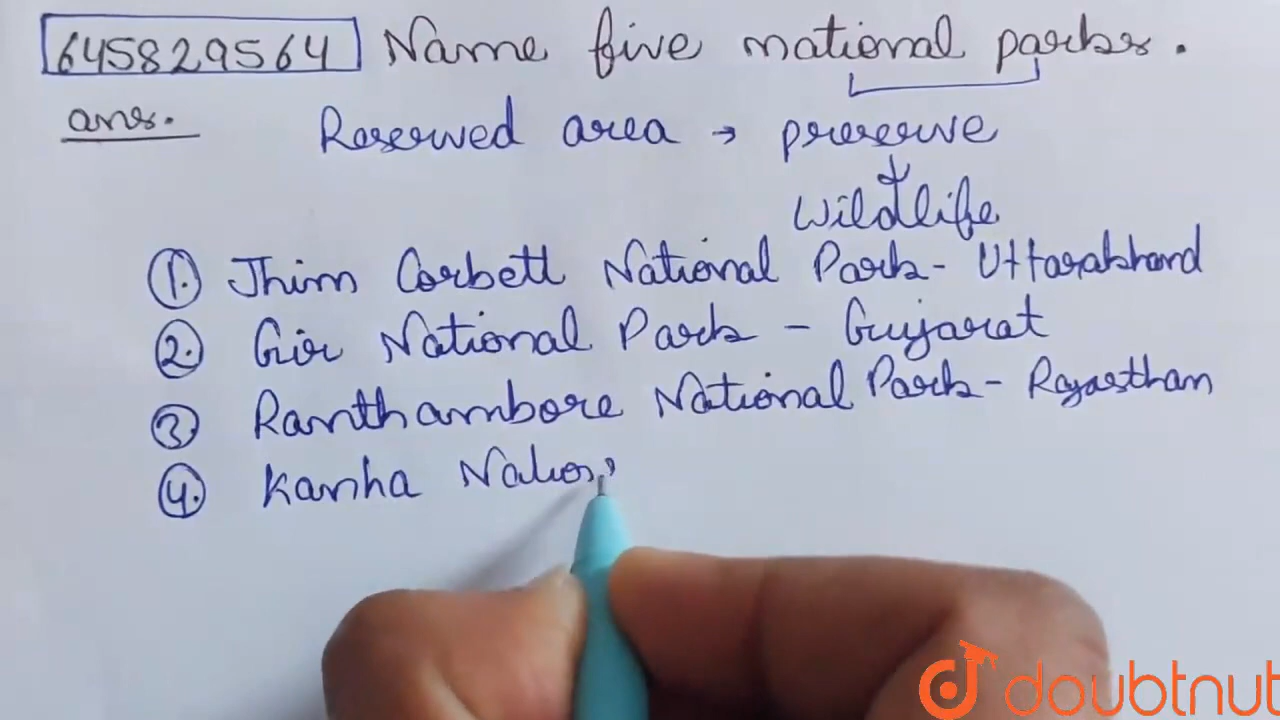 645829564 Name five national parks.
ans. Reserved area → preserve
&
wildlife
1. Jhim Corbett National Park - Uttarakhand
2. Gir National Park - Gujarat
3. Ranthambore National Park - Rajasthan
4. Kanha
doubtnut